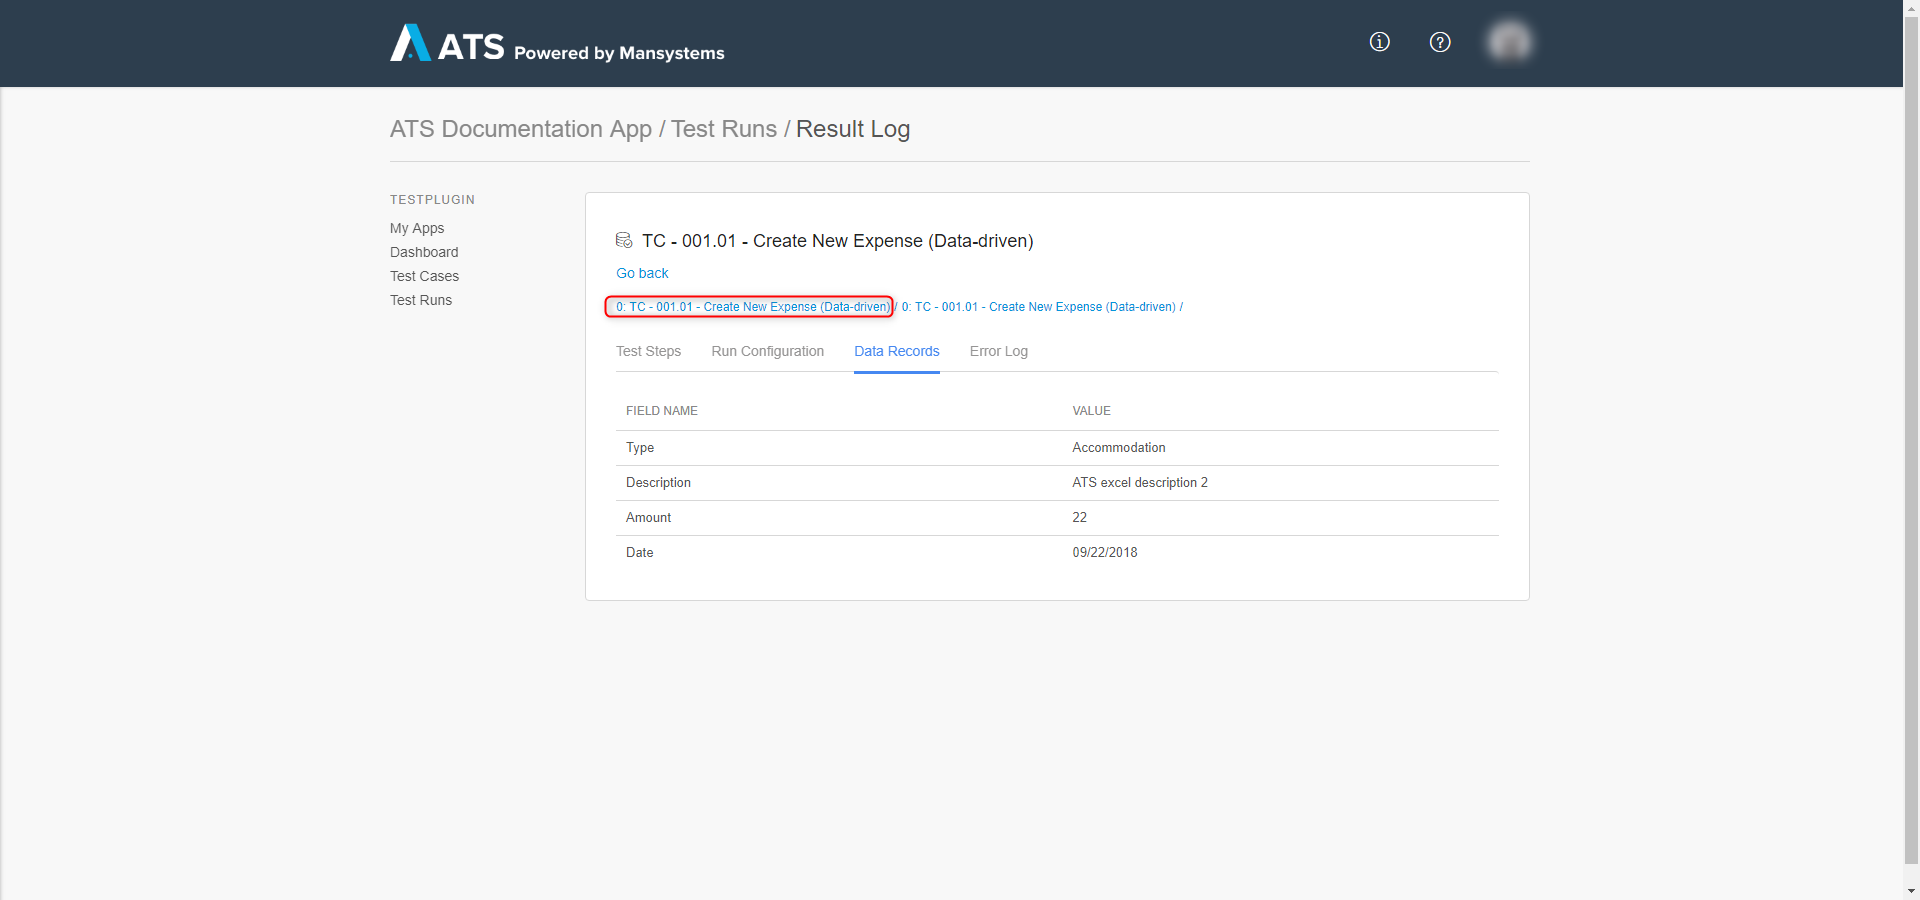 ATS Powered by Mansystems
ATS Documentation App / Test Runs / Result Log
TESTPLUGIN
My Apps
Dashboard
Test Cases
Test Runs
TC - 001.01 - Create New Expense (Data-driven)
Go back
0: TC - 001.01 - Create New Expense (Data-driven) / 0: TC - 001.01 - Create New Expense (Data-driven) /
Test Steps Run Configuration Data Records Error Log
FIELD NAME VALUE
Type Accommodation
Description ATS excel description 2
Amount 22
Date 09/22/2018